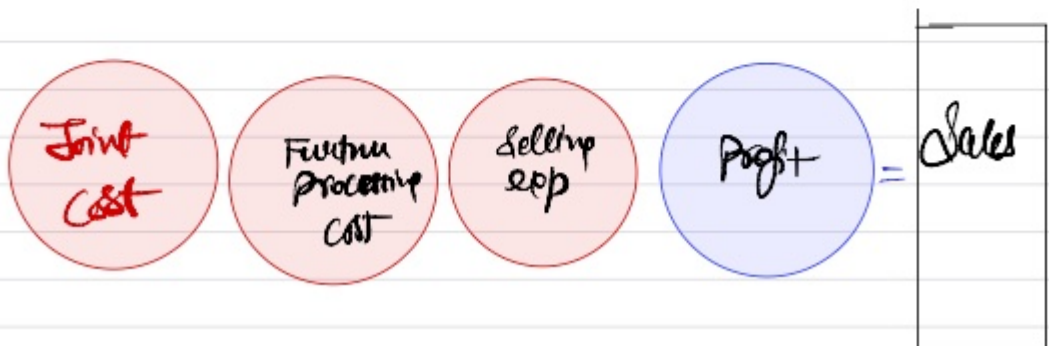 Joint
Cost
Further
processing
cost
Selling
exp
Profit
=
Sales